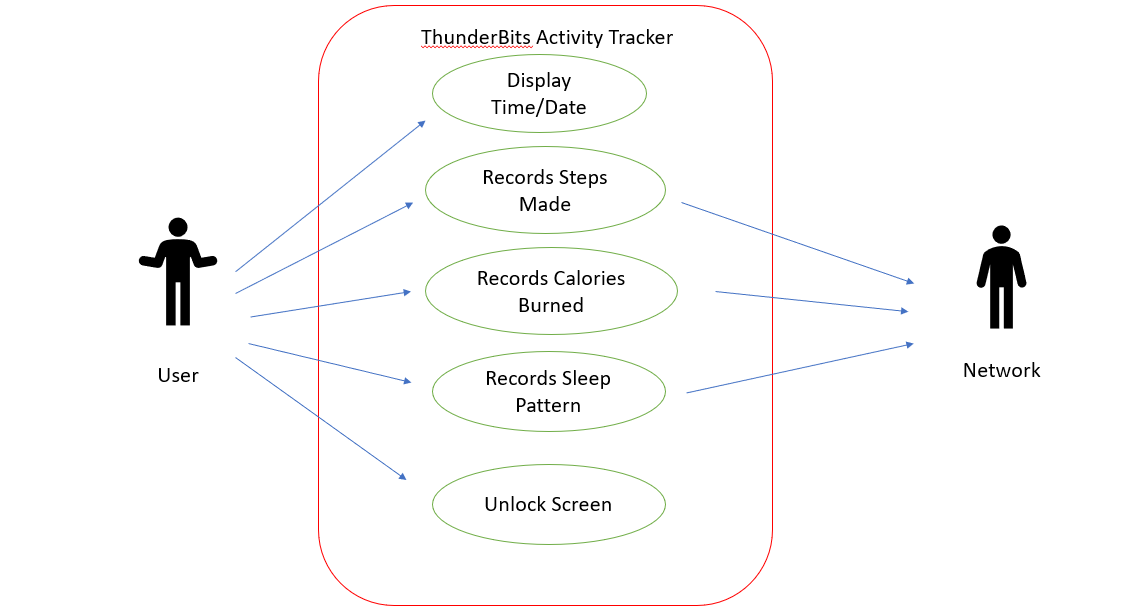 ThunderBits Activity Tracker
Display
Time/Date
Records Steps
Made
Records Calories
Burned
Records Sleep
Pattern
Unlock Screen
User
Network